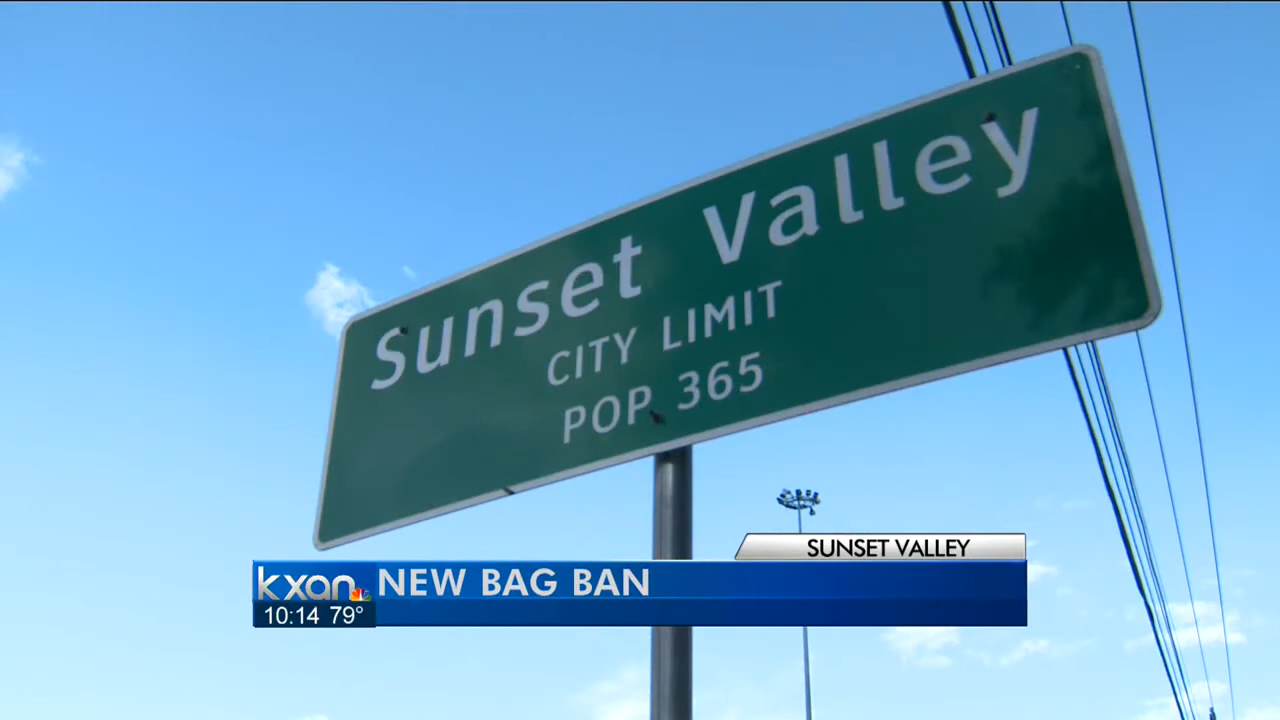 Sunset Valley
CITY LIMIT
POP 365
SUNSET VALLEY
kxan NEW BAG BAN
10:14 79°